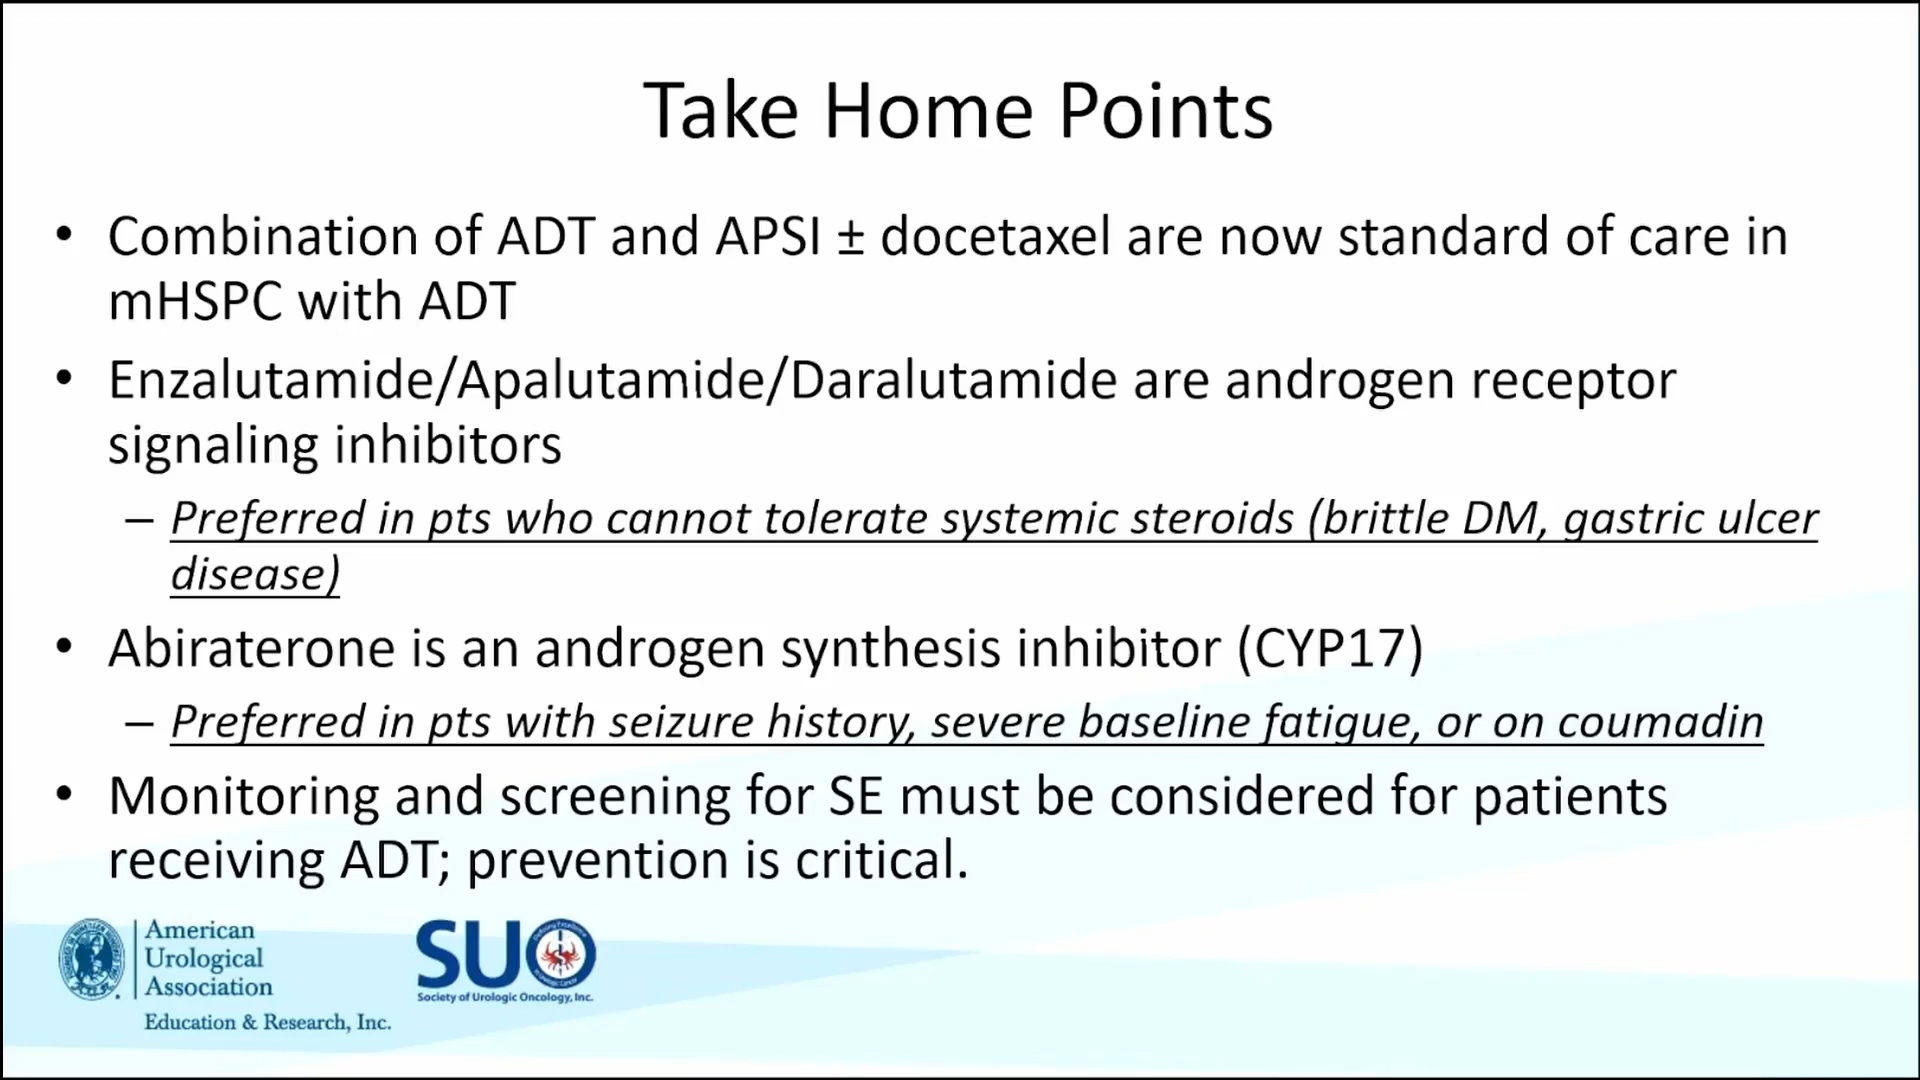 Take Home Points
• Combination of ADT and APSI ± docetaxel are now standard of care in
mHSPC with ADT
• Enzalutamide/Apalutamide/Daralutamide are androgen receptor
signaling inhibitors
– Preferred in pts who cannot tolerate systemic steroids (brittle DM, gastric ulcer
disease)
• Abiraterone is an androgen synthesis inhibitor (CYP17)
– Preferred in pts with seizure history, severe baseline fatigue, or on coumadin
• Monitoring and screening for SE must be considered for patients
receiving ADT; prevention is critical.
American
Urological
Association
Education & Research, Inc.
SUO
Society of Urologic Oncology, Inc.